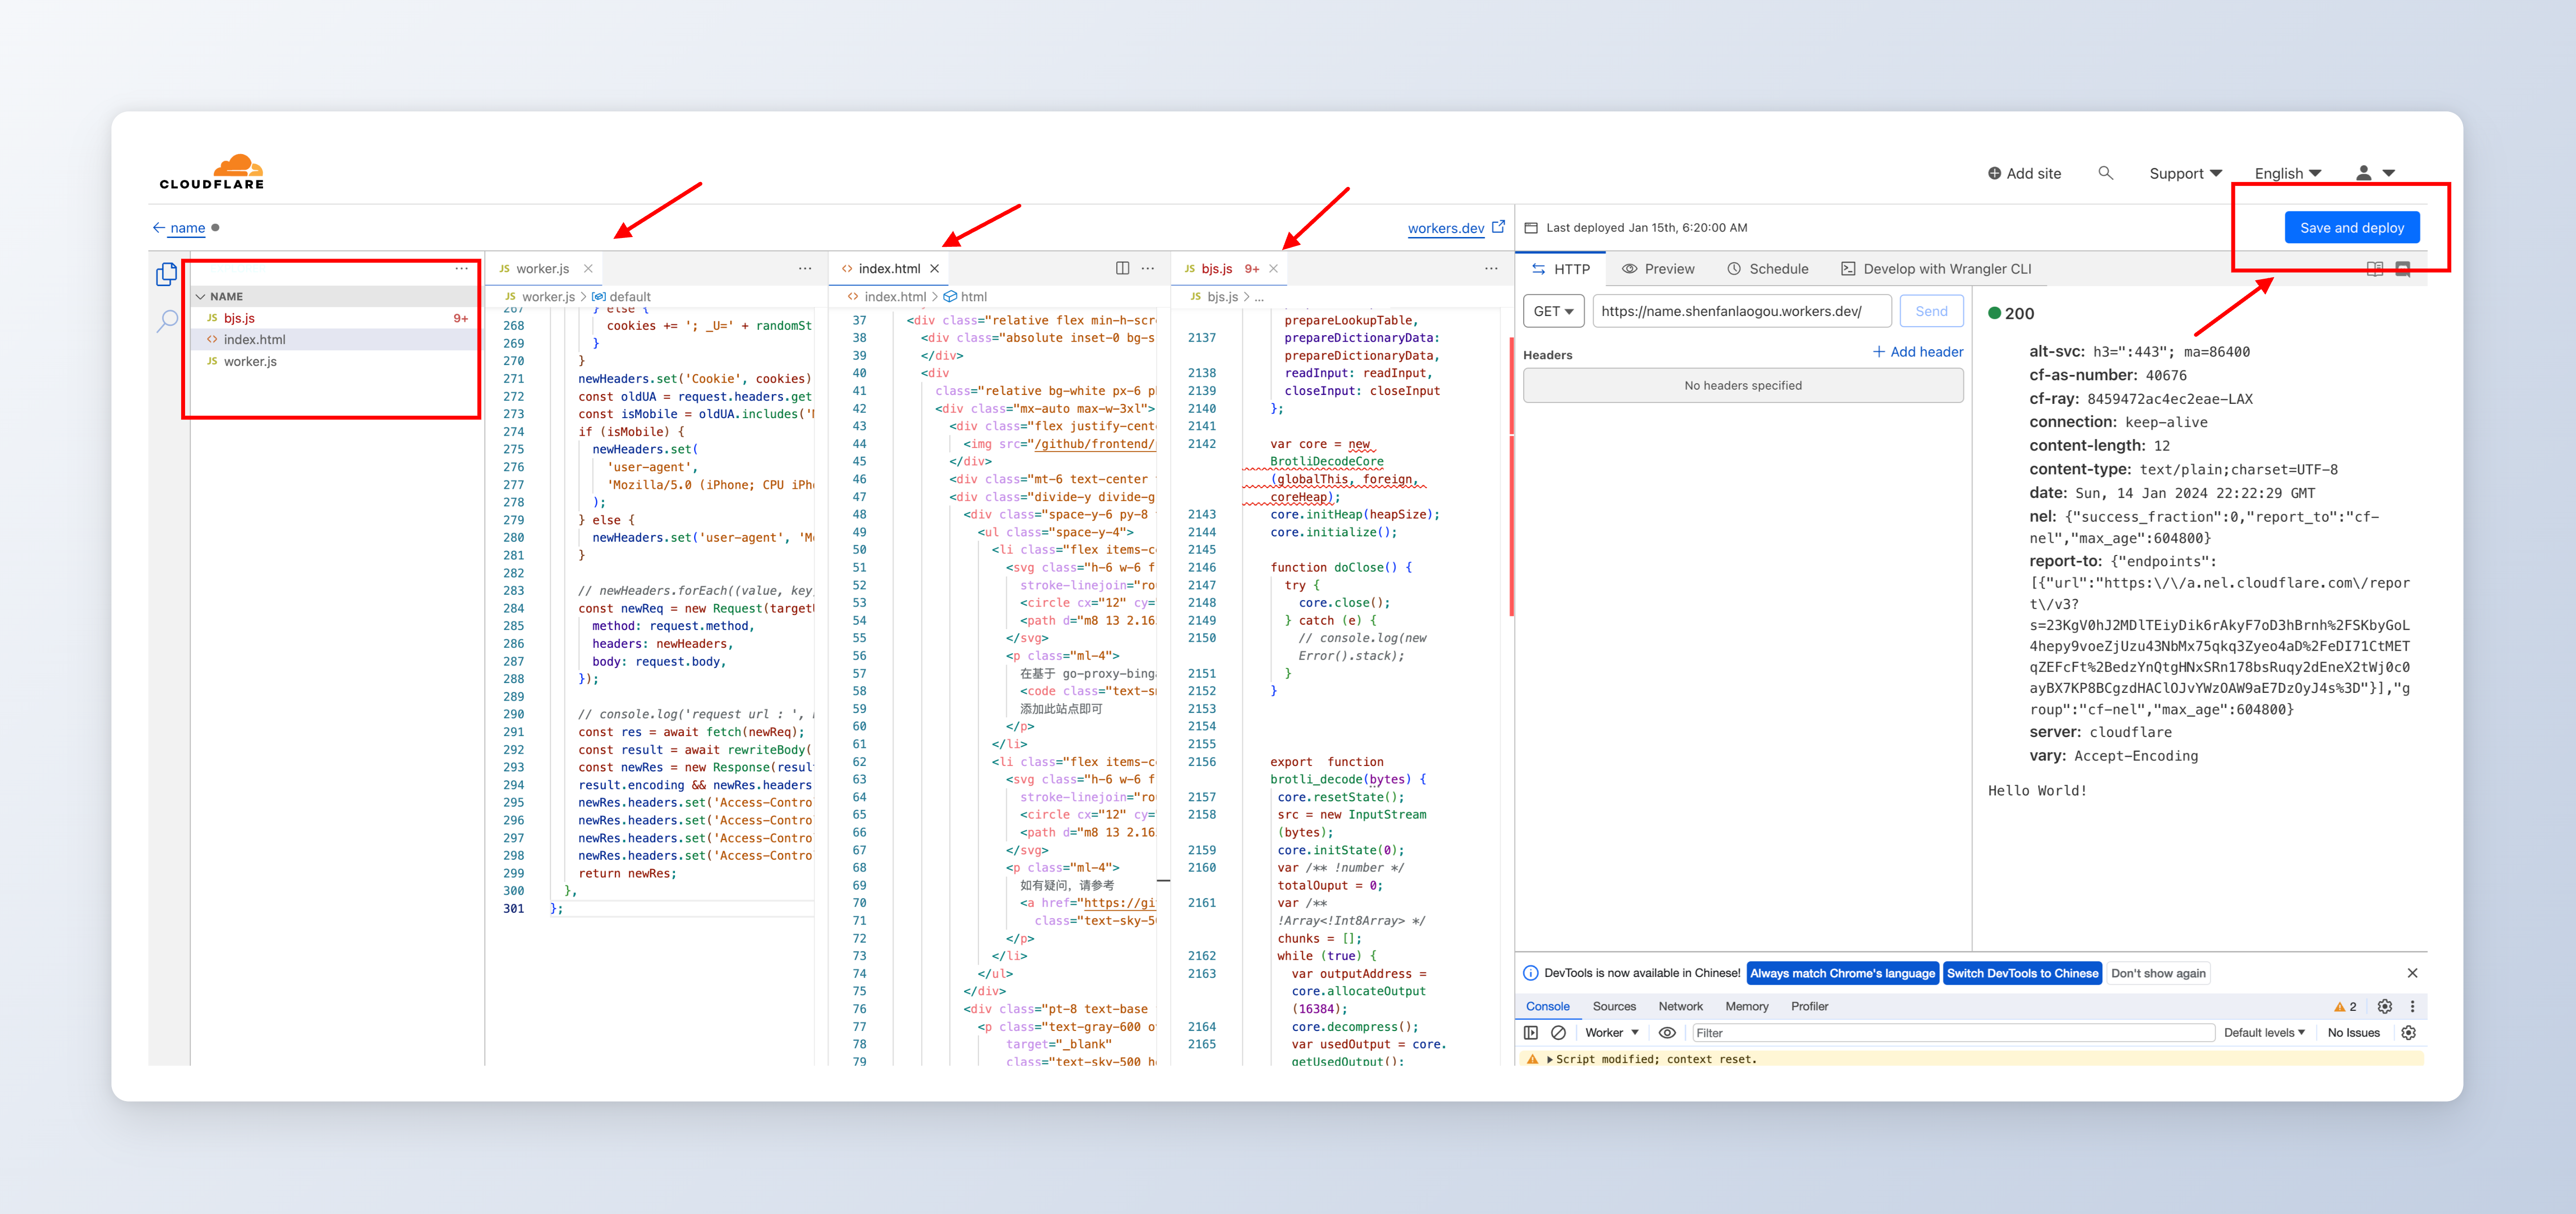 CLOUDFLARE
Add site
Support
English
name
workers.dev
Last deployed Jan 15th, 6:20:00 AM
Save and deploy
NAME
JS bjs.js 9+
<> index.html
JS worker.js
JS worker.js
JS worker.js > default
267 } else {
268 cookies += '; _U=' + randomSt
269 }
270 }
271 newHeaders.set('Cookie', cookies)
272 const oldUA = request.headers.get
273 const isMobile = oldUA.includes('
274 if (isMobile) {
275 newHeaders.set(
276 'user-agent',
277 'Mozilla/5.0 (iPhone; CPU iPh
278 );
279 } else {
280 newHeaders.set('user-agent', 'M
281 }
282
283 // newHeaders.forEach((value, key
284 const newReq = new Request(target
285 method: request.method,
286 headers: newHeaders,
287 body: request.body,
288 });
289
290 // console.log('request url : ',
291 const res = await fetch(newReq);
292 const result = await rewriteBody(
293 const newRes = new Response(resul
294 result.encoding && newRes.headers
295 newRes.headers.set('Access-Contro
296 newRes.headers.set('Access-Contro
297 newRes.headers.set('Access-Contro
298 newRes.headers.set('Access-Contro
299 return newRes;
300 },
301 };
<> index.html
<> index.html > html
37 <div class="relative flex min-h-scr
38 <div class="absolute inset-0 bg-s
39 </div>
40 <div
41 class="relative bg-white px-6 p
42 <div class="mx-auto max-w-3xl">
43 <div class="flex justify-cent
44 <img src="/github/frontend/
45 </div>
46 <div class="mt-6 text-center
47 <div class="divide-y divide-g
48 <div class="space-y-6 py-8
49 <ul class="space-y-4">
50 <li class="flex items-c
51 <svg class="h-6 w-6 f
52 stroke-linejoin="ro
53 <circle cx="12" cy=
54 <path d="m8 13 2.16
55 </svg>
56 <p class="ml-4">
57 在基于 go-proxy-bing
58 <code class="text-s
59 添加此站点即可
60 </p>
61 </li>
62 <li class="flex items-c
63 <svg class="h-6 w-6 f
64 stroke-linejoin="ro
65 <circle cx="12" cy=
66 <path d="m8 13 2.16
67 </svg>
68 <p class="ml-4">
69 如有疑问，请参考
70 <a href="https://gi
71 class="text-sky-5
72 </p>
73 </li>
74 </ul>
75 </div>
76 <div class="pt-8 text-base
77 <p class="text-gray-600 o
78 target="_blank"
79 class="text-sky-500 h
JS bjs.js 9+
JS bjs.js > ...
prepareLookupTable,
2137 prepareDictionaryData:
prepareDictionaryData,
2138 readInput: readInput,
2139 closeInput: closeInput
2140 };
2141
2142 var core = new
BrotliDecodeCore
(globalThis, foreign,
coreHeap);
2143 core.initHeap(heapSize);
2144 core.initialize();
2145
2146 function doClose() {
2147 try {
2148 core.close();
2149 } catch (e) {
2150 // console.log(new
Error().stack);
2151 }
2152 }
2153
2154
2155
2156 export function
brotli_decode(bytes) {
2157 core.resetState();
2158 src = new InputStream
(bytes);
2159 core.initState(0);
2160 var /** !number */
totalOuput = 0;
2161 var /**
!Array<!Int8Array> */
chunks = [];
2162 while (true) {
2163 var outputAddress =
core.allocateOutput
(16384);
2164 core.decompress();
2165 var usedOutput = core.
getUsedOutput();
HTTP
Preview
Schedule
Develop with Wrangler CLI
GET
https://name.shenfanlaogou.workers.dev/
Send
Headers
Add header
No headers specified
200
alt-svc: h3=":443"; ma=86400
cf-as-number: 40676
cf-ray: 8459472ac4ec2eae-LAX
connection: keep-alive
content-length: 12
content-type: text/plain;charset=UTF-8
date: Sun, 14 Jan 2024 22:22:29 GMT
nel: {"success_fraction":0,"report_to":"cf-
nel","max_age":604800}
report-to: {"endpoints":
[{"url":"https:\/\/a.nel.cloudflare.com\/repor
t\/v3?
s=23KgV0hJ2MDlTEiyDik6rAkyF7oD3hBrnh%2FSKbyGoL
4hepy9voeZjUzu43NbMx75qkq3Zyeo4aD%2FeDI71CtMET
qZEFcFt%2BedzYnQtgHNxSRn178bsRuqy2dEneX2tWj0c0
ayBX7KP8BCgzdHAClOJvYWzOAW9aE7DzOyJ4s%3D"}],"g
roup":"cf-nel","max_age":604800}
server: cloudflare
vary: Accept-Encoding
Hello World!
DevTools is now available in Chinese!
Always match Chrome's language
Switch DevTools to Chinese
Don't show again
Console
Sources
Network
Memory
Profiler
2
Worker
Filter
Default levels
No Issues
Script modified; context reset.